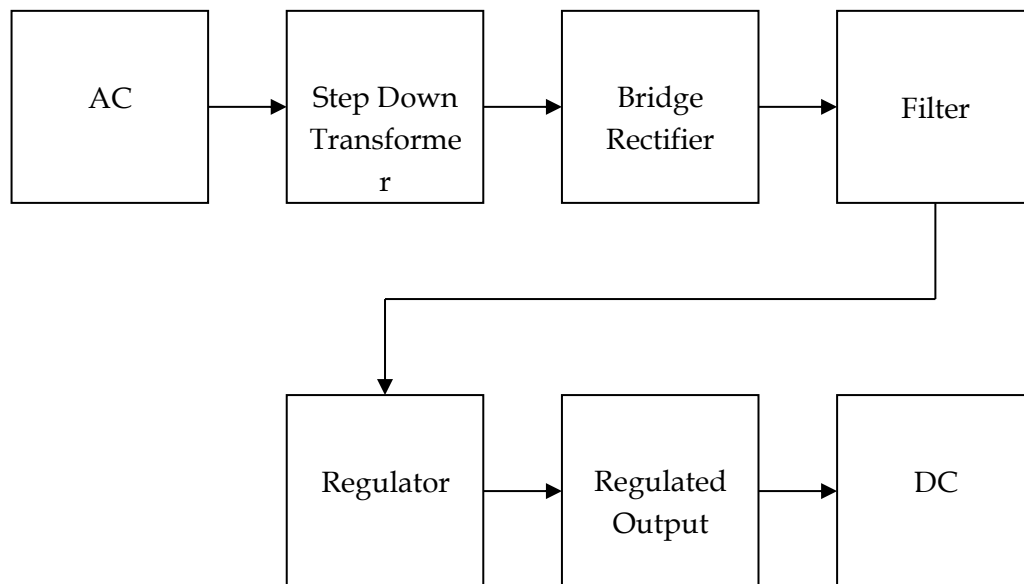 AC
Step Down
Transforme
r
Bridge
Rectifier
Filter
Regulator
Regulated
Output
DC